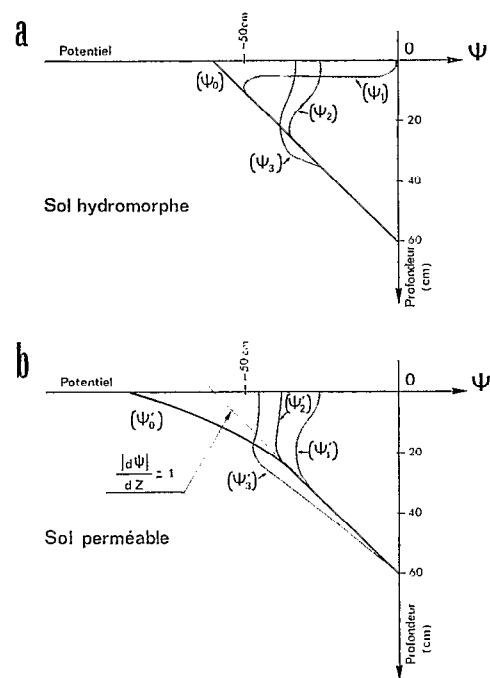 a
Potentiel
-50cm
0
Ψ
(Ψ0)
(Ψ1)
(Ψ2)
20
(Ψ3)
40
Sol hydromorphe
60
Profondeur
(cm)
b
Potentiel
-50cm
0
Ψ
(Ψ'0)
(Ψ'2)
(Ψ'1)
20
|dΨ|
dZ
= 1
(Ψ'3)
40
Sol perméable
60
Profondeur
(cm)